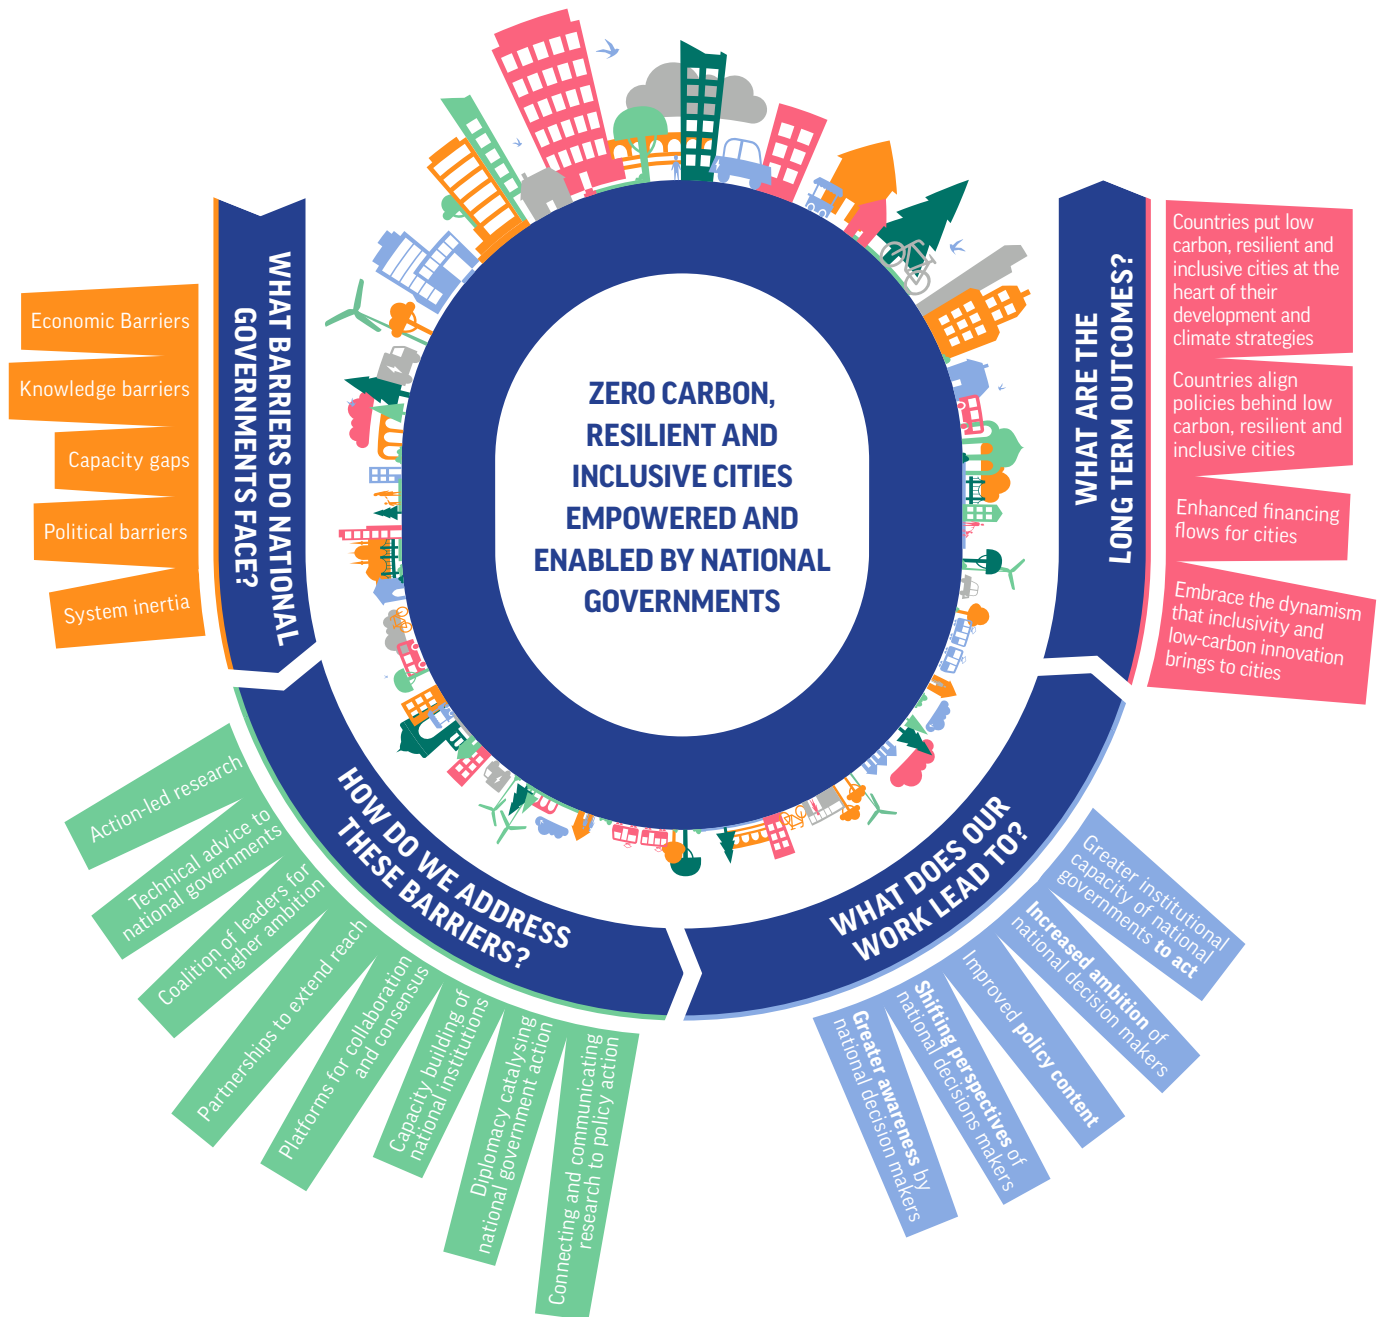 ZERO CARBON,
RESILIENT AND
INCLUSIVE CITIES
EMPOWERED AND
ENABLED BY NATIONAL
GOVERNMENTS
WHAT BARRIERS DO NATIONAL
GOVERNMENTS FACE?
Economic Barriers
Knowledge barriers
Capacity gaps
Political barriers
System inertia
HOW DO WE ADDRESS
THESE BARRIERS?
Action-led research
Technical advice to
national governments
Coalition of leaders for
higher ambition
Partnerships to extend reach
Platforms for collaboration
and consensus
Capacity building of
national institutions
Diplomacy catalysing
national government action
Connecting and communicating
research to policy action
WHAT DOES OUR
WORK LEAD TO?
Greater awareness by
national decision makers
Shifting perspectives of
national decisions makers
Improved policy content
Increased ambition of
national decision makers
Greater institutional
capacity of national
governments to act
WHAT ARE THE
LONG TERM OUTCOMES?
Countries put low
carbon, resilient and
inclusive cities at the
heart of their
development and
climate strategies
Countries align
policies behind low
carbon, resilient and
inclusive cities
Enhanced financing
flows for cities
Embrace the dynamism
that inclusivity and
low-carbon innovation
brings to cities